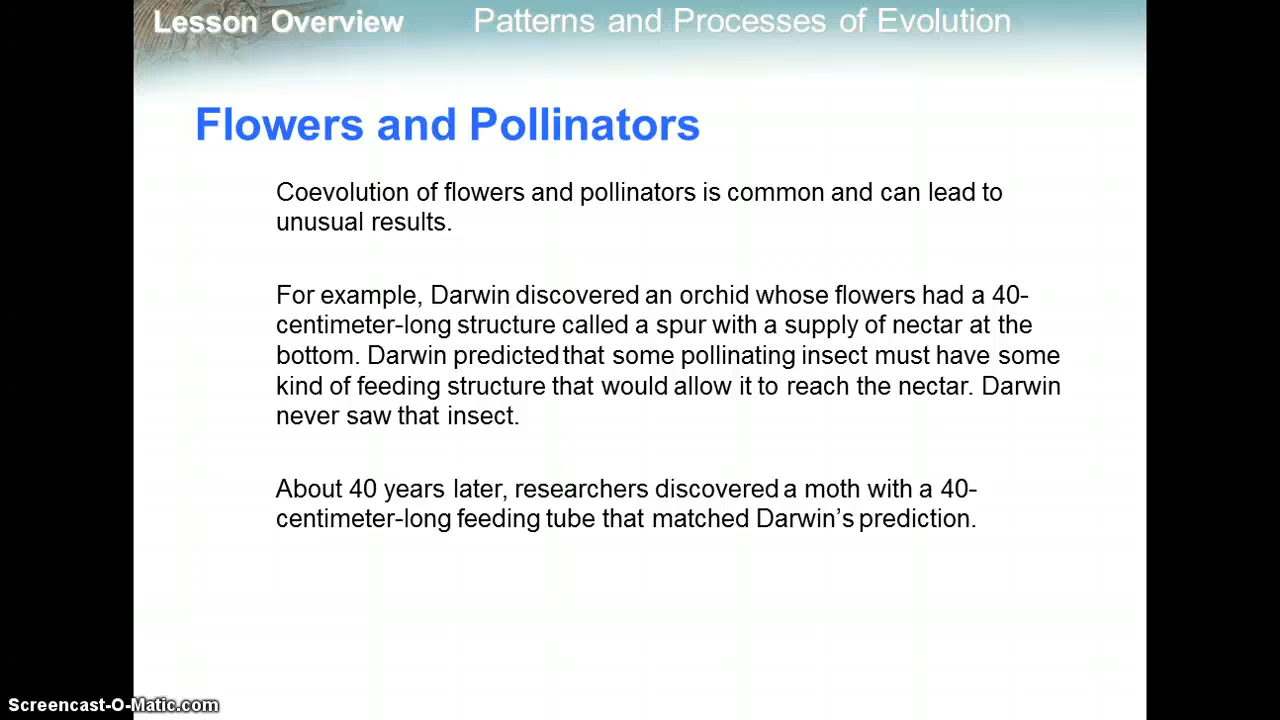 Lesson Overview Patterns and Processes of Evolution
Flowers and Pollinators
Coevolution of flowers and pollinators is common and can lead to
unusual results.
For example, Darwin discovered an orchid whose flowers had a 40-
centimeter-long structure called a spur with a supply of nectar at the
bottom. Darwin predicted that some pollinating insect must have some
kind of feeding structure that would allow it to reach the nectar. Darwin
never saw that insect.
About 40 years later, researchers discovered a moth with a 40-
centimeter-long feeding tube that matched Darwin’s prediction.
Screencast-O-Matic.com